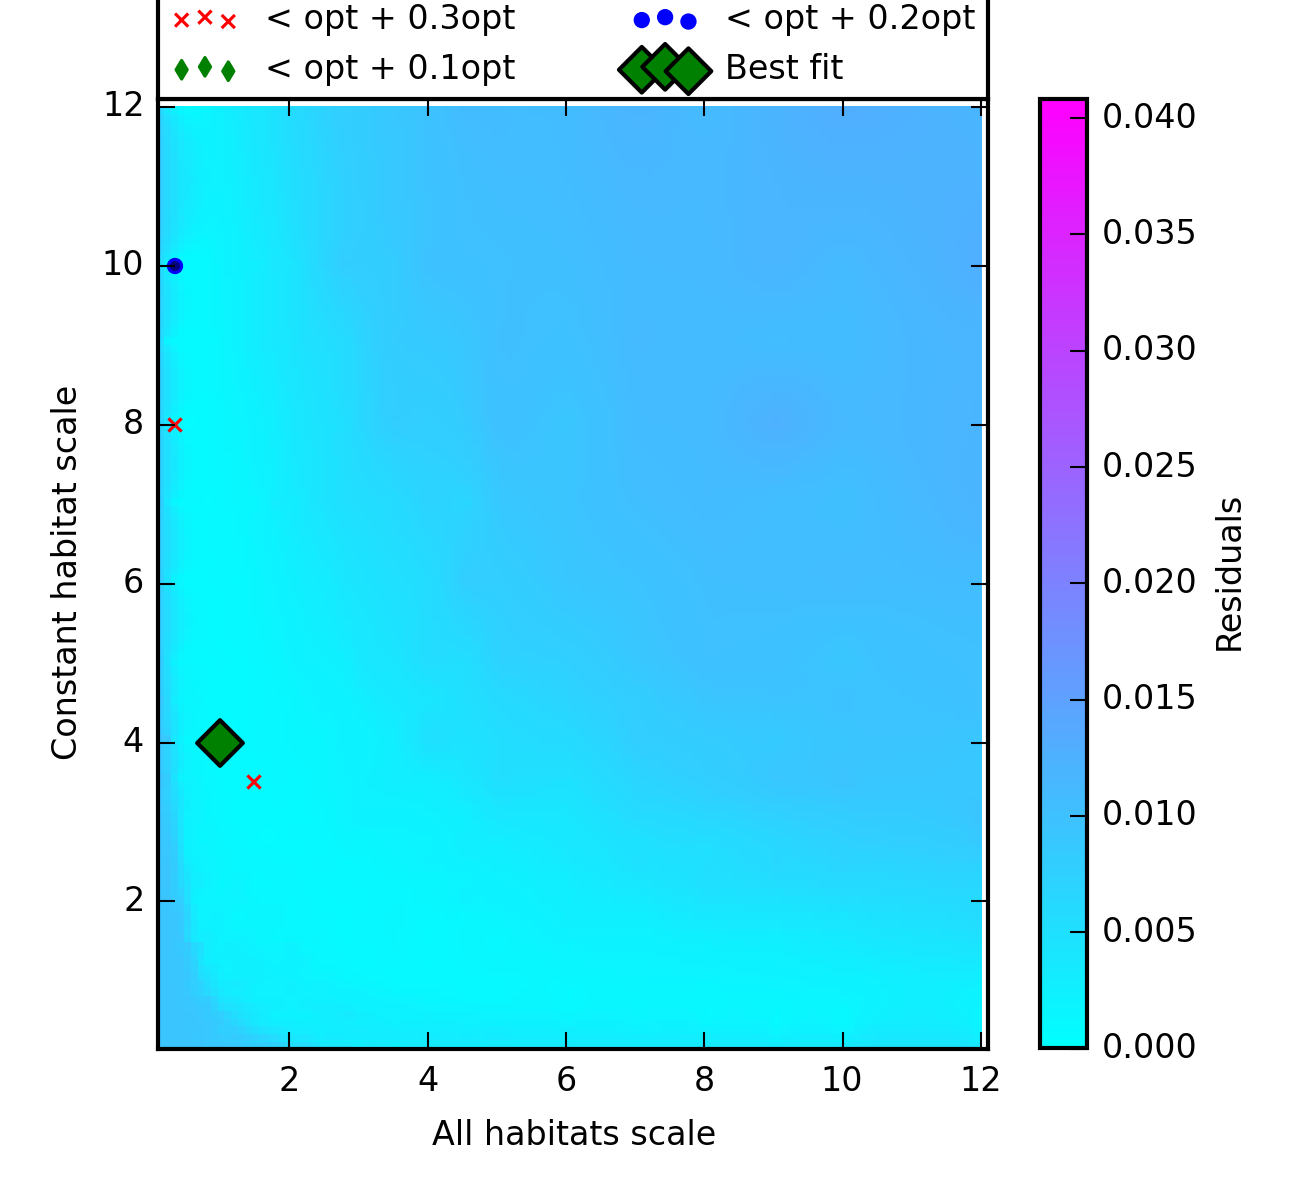 < opt + 0.3opt
< opt + 0.2opt
< opt + 0.1opt
Best fit
12
10
8
6
4
2
Constant habitat scale
2 4 6 8 10 12
All habitats scale
0.040
0.035
0.030
0.025
0.020
0.015
0.010
0.005
0.000
Residuals